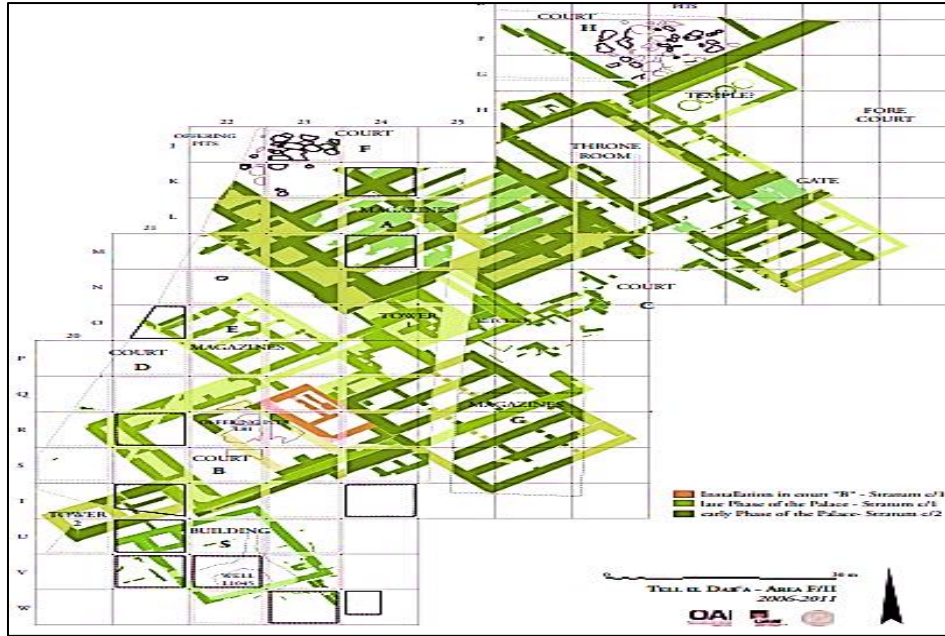 PITS
COURT
H
F
G
TEMPLE?
H
FORE
COURT
22
23
24
25
OFFERING
PITS
COURT
F
J
THRONE
ROOM
K
GATE
MAGAZINES
A
L
21
M
N
COURT
C
O
E
TOWER
1
20
MAGAZINES
P
COURT
D
Q
MAGAZINES
G
R
S
COURT
B
T
TOWER
2
U
BUILDING
S
V
WELL
W
Installation in court "B" - Stratum c/1
late Phase of the Palace - Stratum c/1
early Phase of the Palace- Stratum c/2
0
TELL EL DAB'A - AREA F/II
2006-2011
OAI